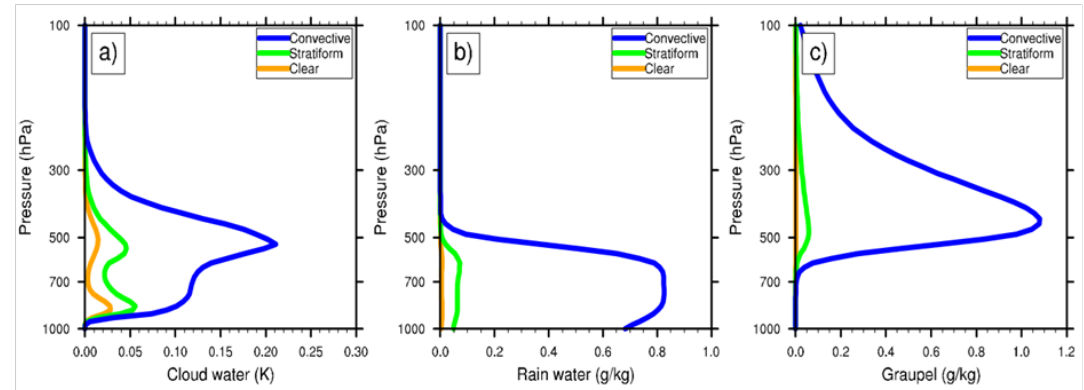 a)
Convective
Stratiform
Clear
Pressure (hPa)
100
300
500
700
1000
0.00 0.05 0.10 0.15 0.20 0.25 0.30
Cloud water (K)
b)
Convective
Stratiform
Clear
Pressure (hPa)
100
300
500
700
1000
0.0 0.2 0.4 0.6 0.8 1.0
Rain water (g/kg)
c)
Convective
Stratiform
Clear
Pressure (hPa)
100
300
500
700
1000
0.0 0.2 0.4 0.6 0.8 1.0 1.2
Graupel (g/kg)